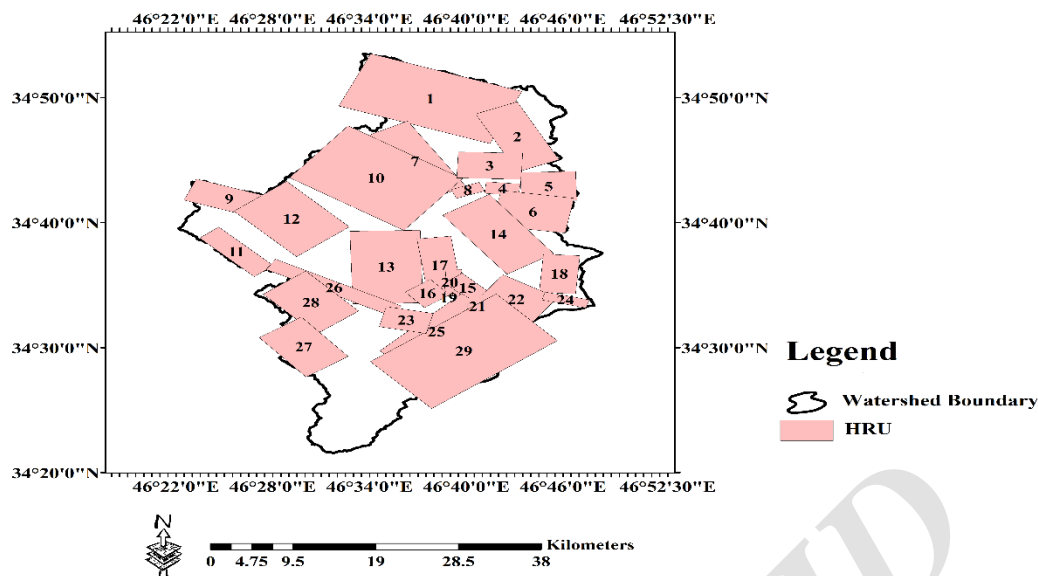 46°22'0"E 46°28'0"E 46°34'0"E 46°40'0"E 46°46'0"E 46°52'30"E
34°50'0"N 34°50'0"N
1
2
3
7
10
8 4 5
9
6
12
34°40'0"N 34°40'0"N
14
11
13 17 18
20
26 16 15
19
28 21 22 24
23
25
27 29
34°30'0"N 34°30'0"N
34°20'0"N 34°20'0"N
46°22'0"E 46°28'0"E 46°34'0"E 46°40'0"E 46°46'0"E 46°52'30"E
Legend
Watershed Boundary
HRU
N
Kilometers
0 4.75 9.5 19 28.5 38